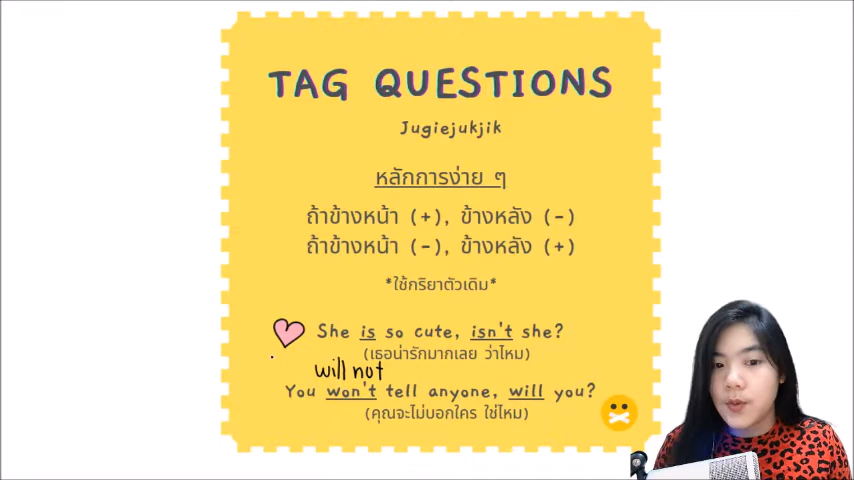 TAG QUESTIONS
Jugiejukjik
หลักการง่าย ๆ
ถ้าข้างหน้า (+), ข้างหลัง (-)
ถ้าข้างหน้า (-), ข้างหลัง (+)
*ใช้กริยาตัวเดิม*
She is so cute, isn't she?
(เธอน่ารักมากเลย ว่าไหม)
will not
You won't tell anyone, will you?
(คุณจะไม่บอกใคร ใช่ไหม)